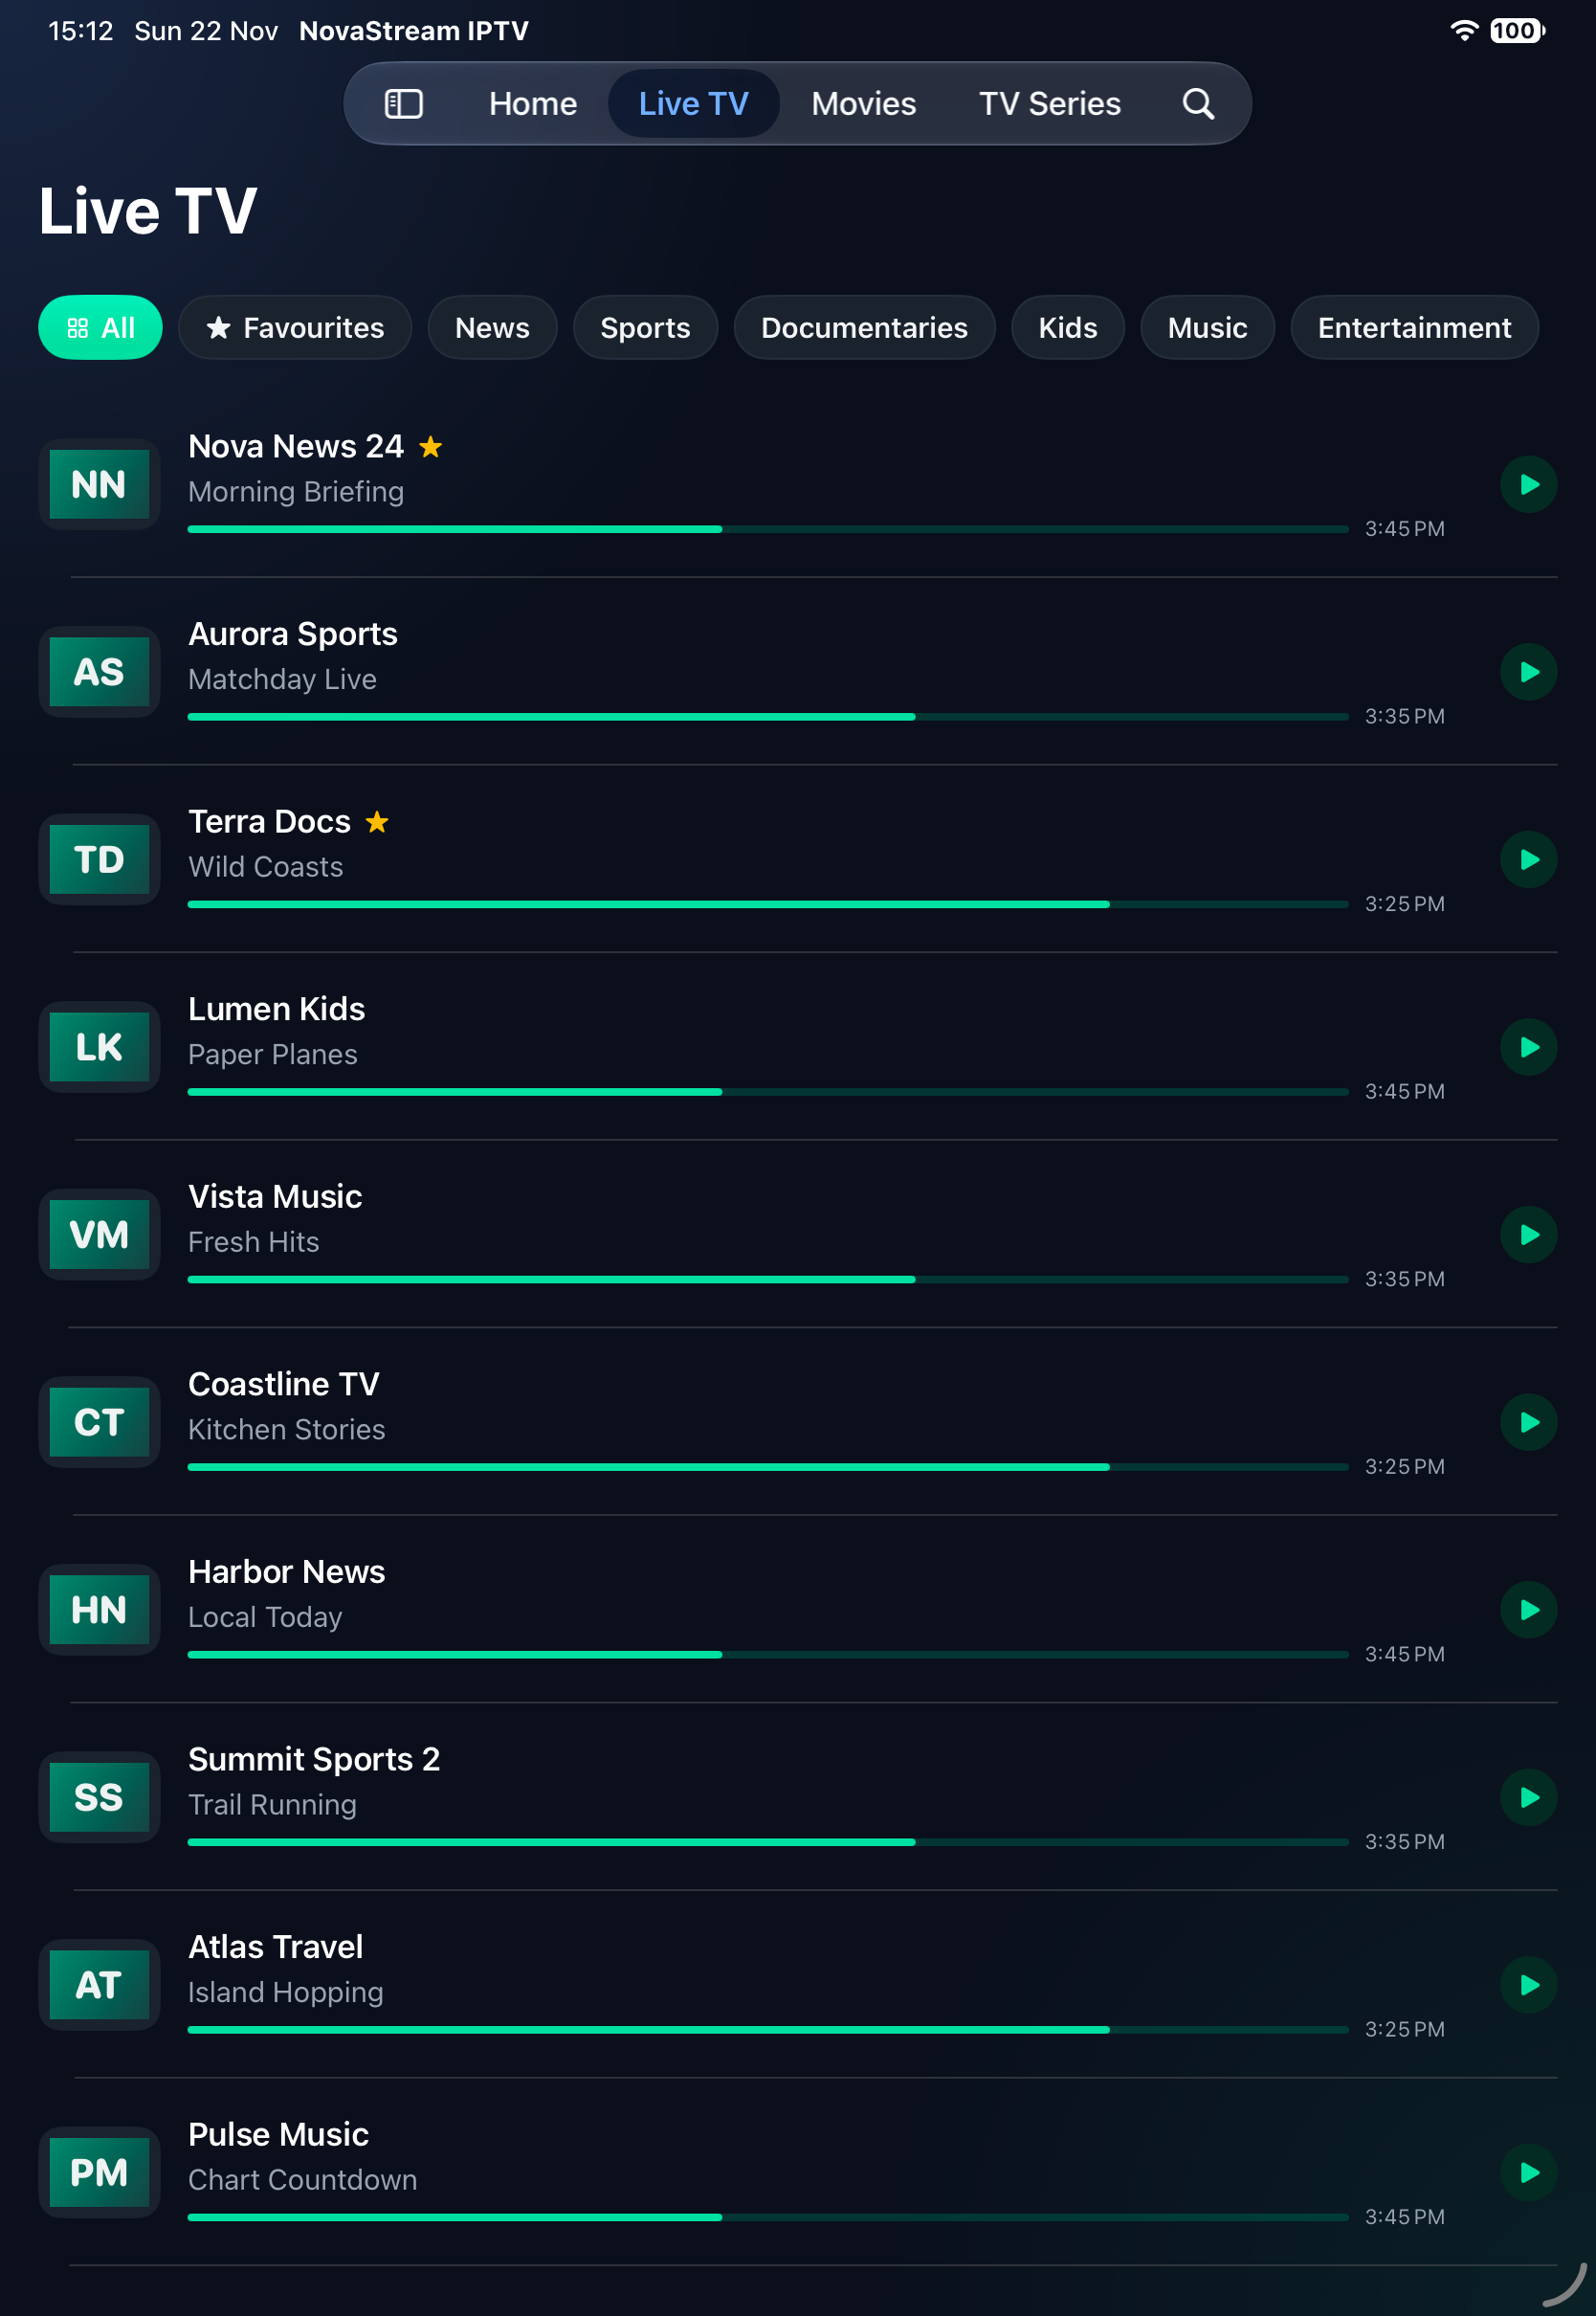 15:12 Sun 22 Nov NovaStream IPTV 100
Home Live TV Movies TV Series
Live TV
All Favourites News Sports Documentaries Kids Music Entertainment
NN
Nova News 24
Morning Briefing
3:45 PM
AS
Aurora Sports
Matchday Live
3:35 PM
TD
Terra Docs
Wild Coasts
3:25 PM
LK
Lumen Kids
Paper Planes
3:45 PM
VM
Vista Music
Fresh Hits
3:35 PM
CT
Coastline TV
Kitchen Stories
3:25 PM
HN
Harbor News
Local Today
3:45 PM
SS
Summit Sports 2
Trail Running
3:35 PM
AT
Atlas Travel
Island Hopping
3:25 PM
PM
Pulse Music
Chart Countdown
3:45 PM